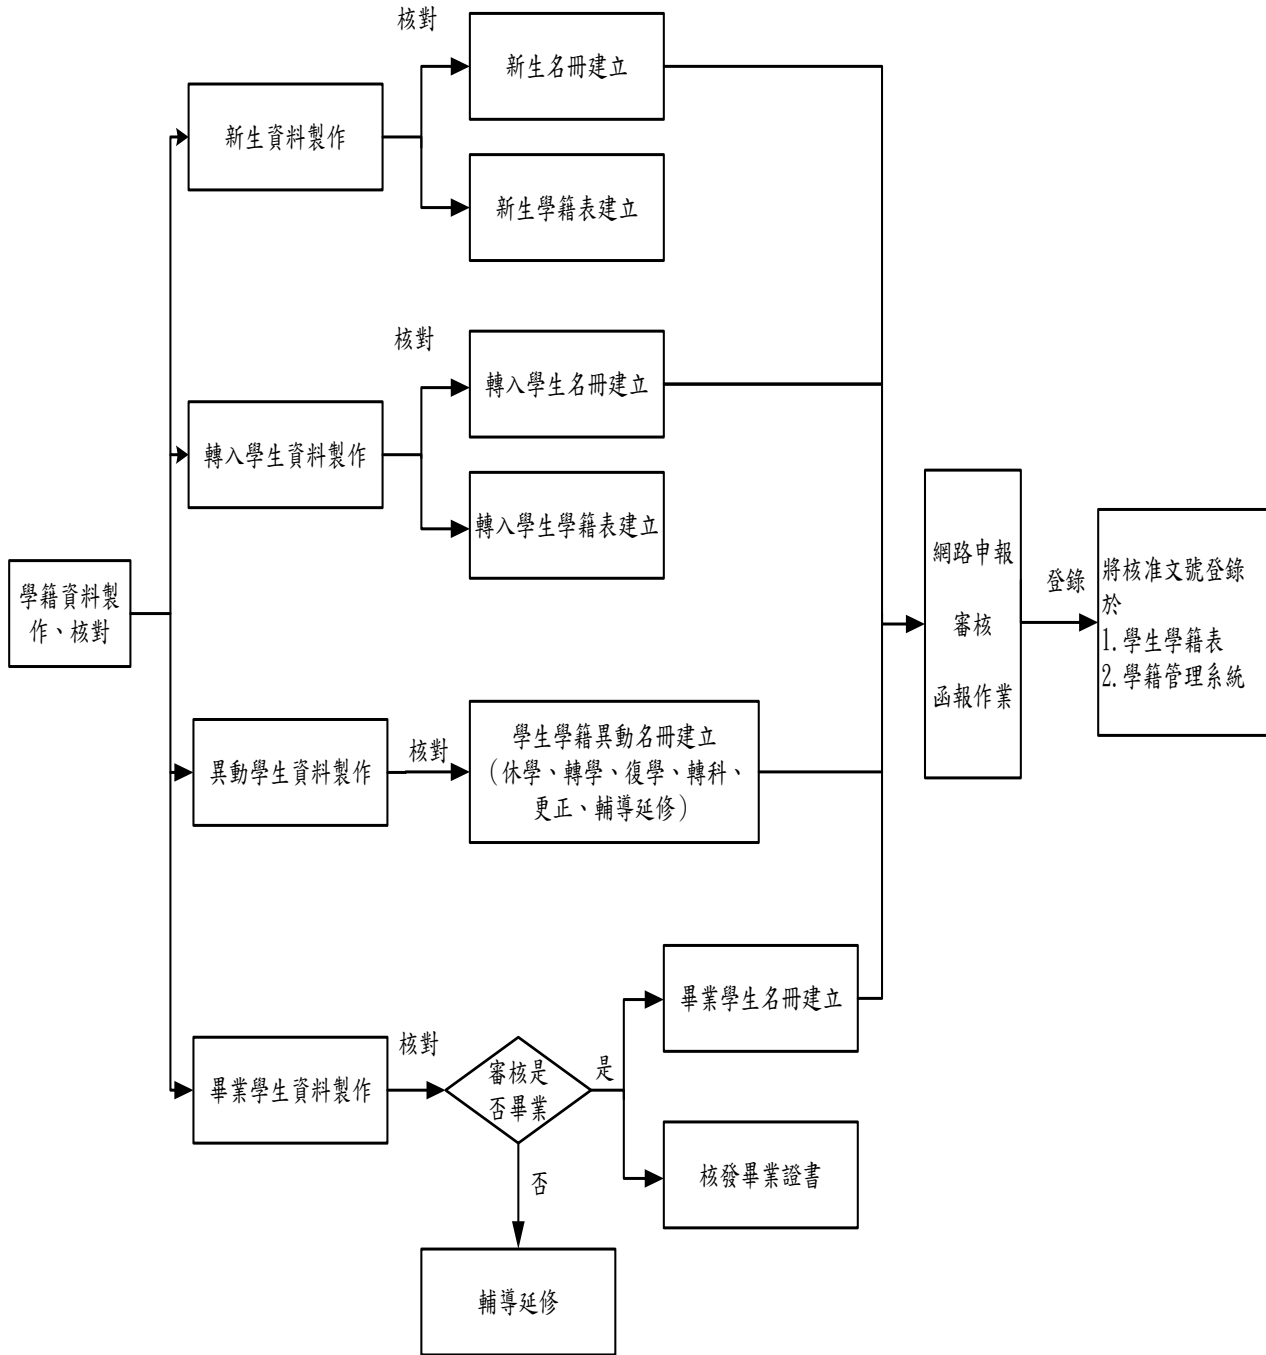 核對
新生名冊建立
新生資料製作
新生學籍表建立
核對
轉入學生名冊建立
轉入學生資料製作
轉入學生學籍表建立
學籍資料製
作、核對
網路申報
審核
函報作業
登錄
將核准文號登錄
於
1.學生學籍表
2.學籍管理系統
異動學生資料製作
核對
學生學籍異動名冊建立
（休學、轉學、復學、轉科、
更正、輔導延修）
畢業學生名冊建立
畢業學生資料製作
核對
審核是
否畢業
是
核發畢業證書
否
輔導延修